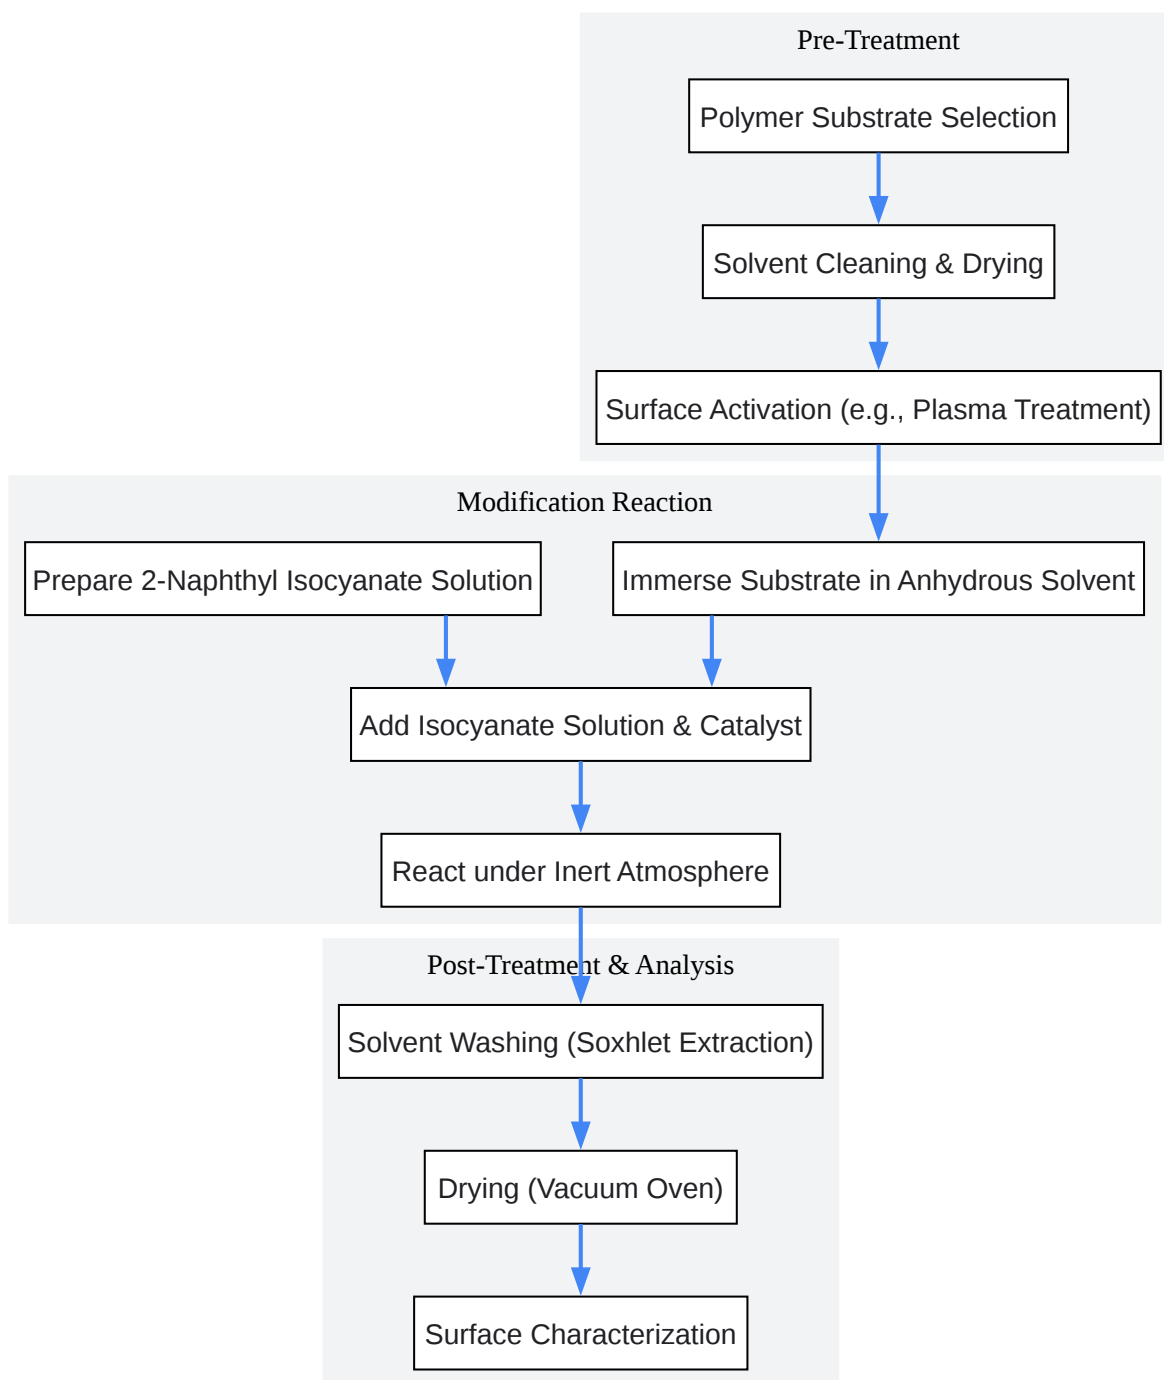 Pre-Treatment
Polymer Substrate Selection
Solvent Cleaning & Drying
Surface Activation (e.g., Plasma Treatment)
Modification Reaction
Prepare 2-Naphthyl Isocyanate Solution
Immerse Substrate in Anhydrous Solvent
Add Isocyanate Solution & Catalyst
React under Inert Atmosphere
Post-Treatment & Analysis
Solvent Washing (Soxhlet Extraction)
Drying (Vacuum Oven)
Surface Characterization